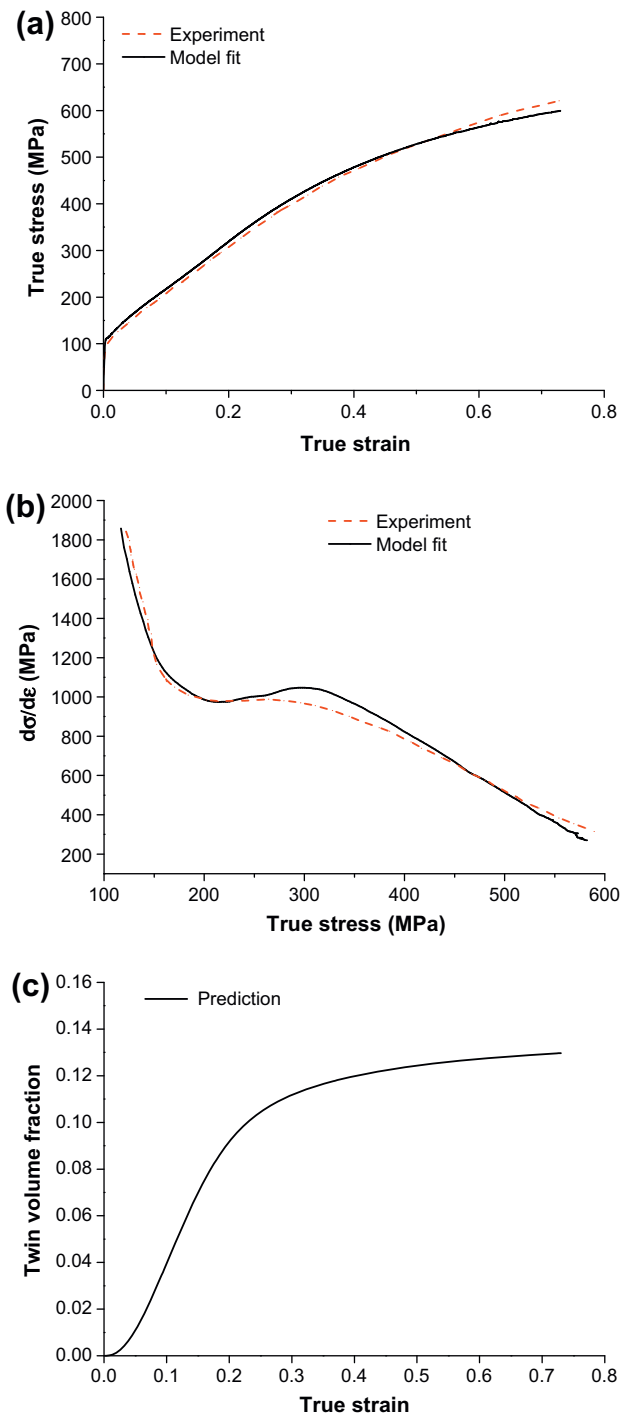 (a)
Experiment
Model fit
True stress (MPa)
800
700
600
500
400
300
200
100
0
0.0 0.2 0.4 0.6 0.8
True strain
(b)
Experiment
Model fit
dσ/dε (MPa)
2000
1800
1600
1400
1200
1000
800
600
400
200
100 200 300 400 500 600
True stress (MPa)
(c)
Prediction
Twin volume fraction
0.16
0.14
0.12
0.10
0.08
0.06
0.04
0.02
0.00
0.0 0.1 0.2 0.3 0.4 0.5 0.6 0.7 0.8
True strain